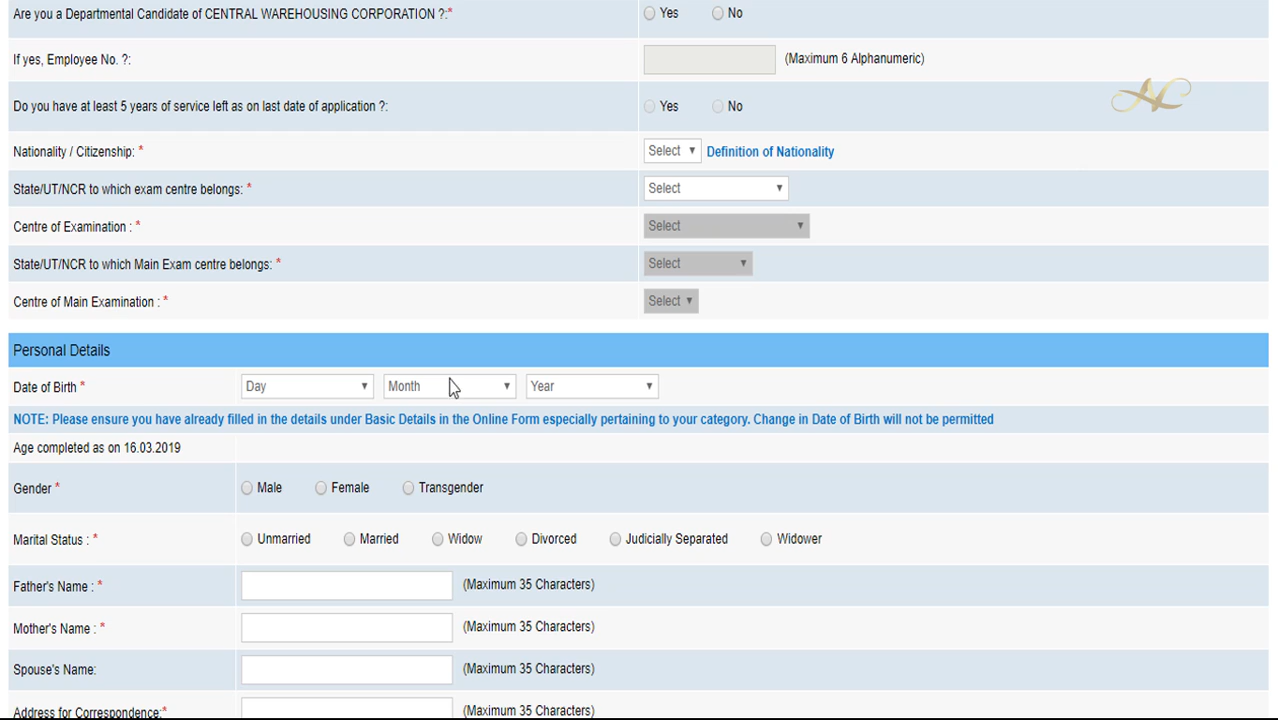 Are you a Departmental Candidate of CENTRAL WAREHOUSING CORPORATION ?:* Yes No
If yes, Employee No. ?: (Maximum 6 Alphanumeric)
Do you have at least 5 years of service left as on last date of application ?: Yes No
Nationality / Citizenship: * Select Definition of Nationality
State/UT/NCR to which exam centre belongs: * Select
Centre of Examination : * Select
State/UT/NCR to which Main Exam centre belongs: * Select
Centre of Main Examination : * Select
Personal Details
Date of Birth * Day Month Year
NOTE: Please ensure you have already filled in the details under Basic Details in the Online Form especially pertaining to your category. Change in Date of Birth will not be permitted
Age completed as on 16.03.2019
Gender * Male Female Transgender
Marital Status : * Unmarried Married Widow Divorced Judicially Separated Widower
Father's Name : * (Maximum 35 Characters)
Mother's Name : * (Maximum 35 Characters)
Spouse's Name: (Maximum 35 Characters)
Address for Correspondence:* (Maximum 35 Characters)